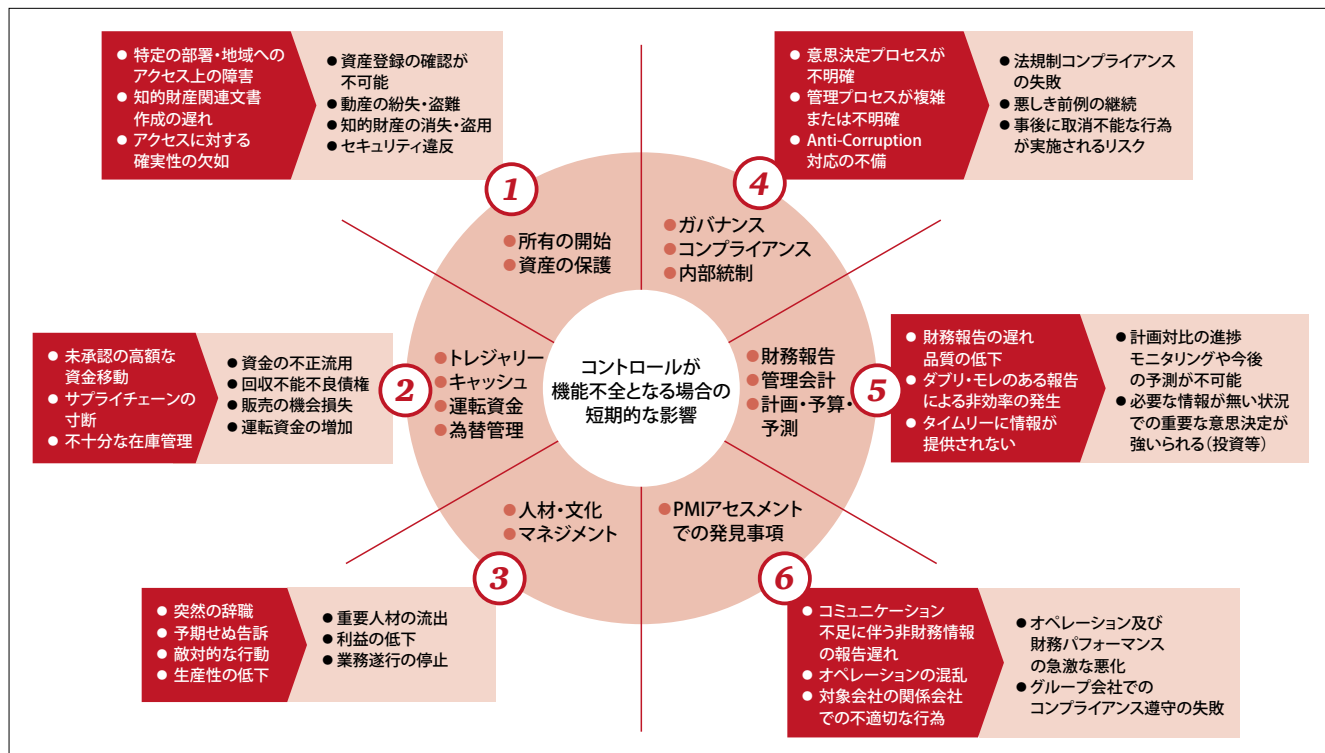 ● 特定の部署・地域への
アクセス上の障害
● 知的財産関連文書
作成の遅れ
● アクセスに対する
確実性の欠如
● 資産登録の確認が
不可能
● 動産の紛失・盗難
● 知的財産の消失・盗用
● セキュリティ違反
1
● 所有の開始
● 資産の保護
● 未承認の高額な
資金移動
● サプライチェーンの
寸断
● 不十分な在庫管理
● 資金の不正流用
● 回収不能不良債権
● 販売の機会損失
● 運転資金の増加
2
● トレジャリー
● キャッシュ
● 運転資金
● 為替管理
● 突然の辞職
● 予期せぬ告訴
● 敵対的な行動
● 生産性の低下
● 重要人材の流出
● 利益の低下
● 業務遂行の停止
3
● 人材・文化
● マネジメント
コントロールが
機能不全となる場合の
短期的な影響
● 意思決定プロセスが
不明確
● 管理プロセスが複雑
または不明確
● Anti-Corruption
対応の不備
● 法規制コンプライアンス
の失敗
● 悪しき前例の継続
● 事後に取消不能な行為
が実施されるリスク
4
● ガバナンス
● コンプライアンス
● 内部統制
● 財務報告
● 管理会計
● 計画・予算・
予測
5
● 財務報告の遅れ
品質の低下
● ダブリ・モレのある報告
による非効率の発生
● タイムリーに情報が
提供されない
● 計画対比の進捗
モニタリングや今後
の予測が不可能
● 必要な情報が無い状況
での重要な意思決定が
強いられる（投資等）
● PMIアセスメント
での発見事項
6
● コミュニケーション
不足に伴う非財務情報
の報告遅れ
● オペレーションの混乱
● 対象会社の関係会社
での不適切な行為
● オペレーション及び
財務パフォーマンス
の急激な悪化
● グループ会社での
コンプライアンス遵守の失敗